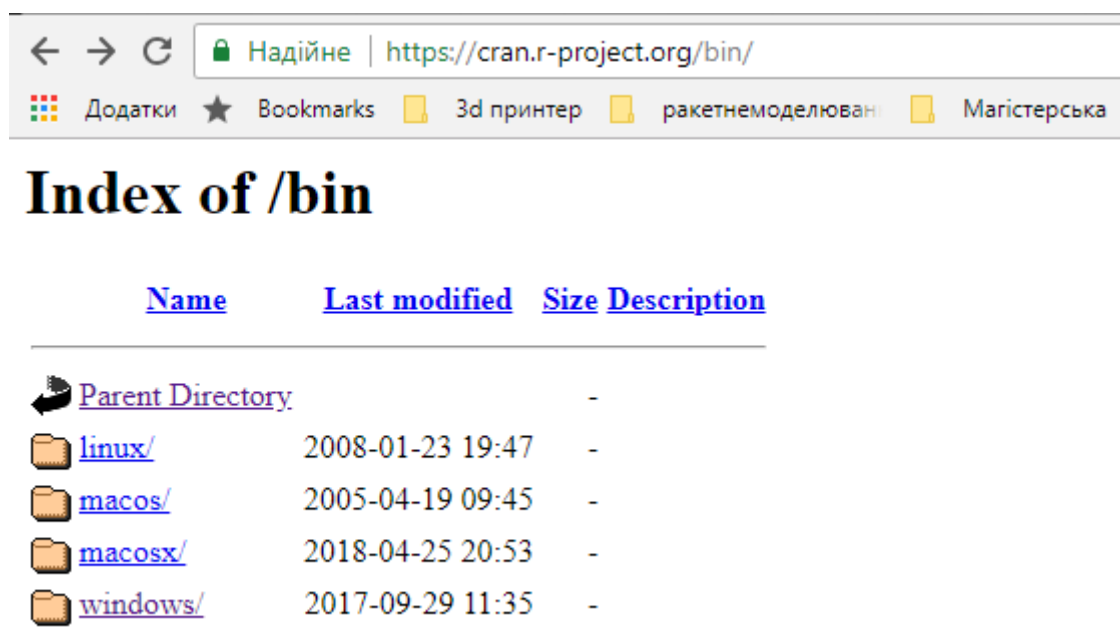 Надійне | https://cran.r-project.org/bin/
Додатки Bookmarks 3d принтер ракетнемоделюван Магістерська
Index of /bin
Name Last modified Size Description
Parent Directory -
linux/ 2008-01-23 19:47 -
macos/ 2005-04-19 09:45 -
macosx/ 2018-04-25 20:53 -
windows/ 2017-09-29 11:35 -